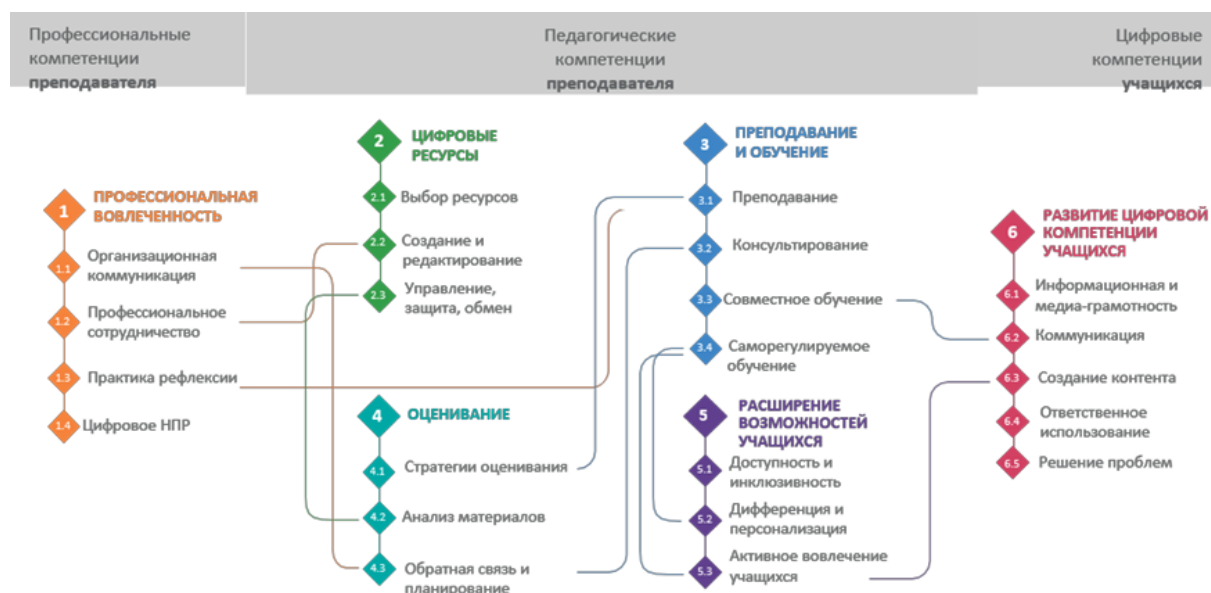 Профессиональные
компетенции
преподавателя
Педагогические
компетенции
преподавателя
Цифровые
компетенции
учащихся
1
ПРОФЕССИОНАЛЬНАЯ
ВОВЛЕЧЕННОСТЬ
1.1
Организационная
коммуникация
1.2
Профессиональное
сотрудничество
1.3
Практика рефлексии
1.4
Цифровое НПР
2
ЦИФРОВЫЕ
РЕСУРСЫ
2.1
Выбор ресурсов
2.2
Создание и
редактирование
2.3
Управление,
защита, обмен
4
ОЦЕНИВАНИЕ
4.1
Стратегии оценивания
4.2
Анализ материалов
4.3
Обратная связь и
планирование
3
ПРЕПОДАВАНИЕ
И ОБУЧЕНИЕ
3.1
Преподавание
3.2
Консультирование
3.3
Совместное обучение
3.4
Саморегулируемое
обучение
5
РАСШИРЕНИЕ
ВОЗМОЖНОСТЕЙ
УЧАЩИХСЯ
5.1
Доступность и
инклюзивность
5.2
Дифференция и
персонализация
5.3
Активное вовлечение
учащихся
6
РАЗВИТИЕ ЦИФРОВОЙ
КОМПЕТЕНЦИИ
УЧАЩИХСЯ
6.1
Информационная и
медиа-грамотность
6.2
Коммуникация
6.3
Создание контента
6.4
Ответственное
использование
6.5
Решение проблем